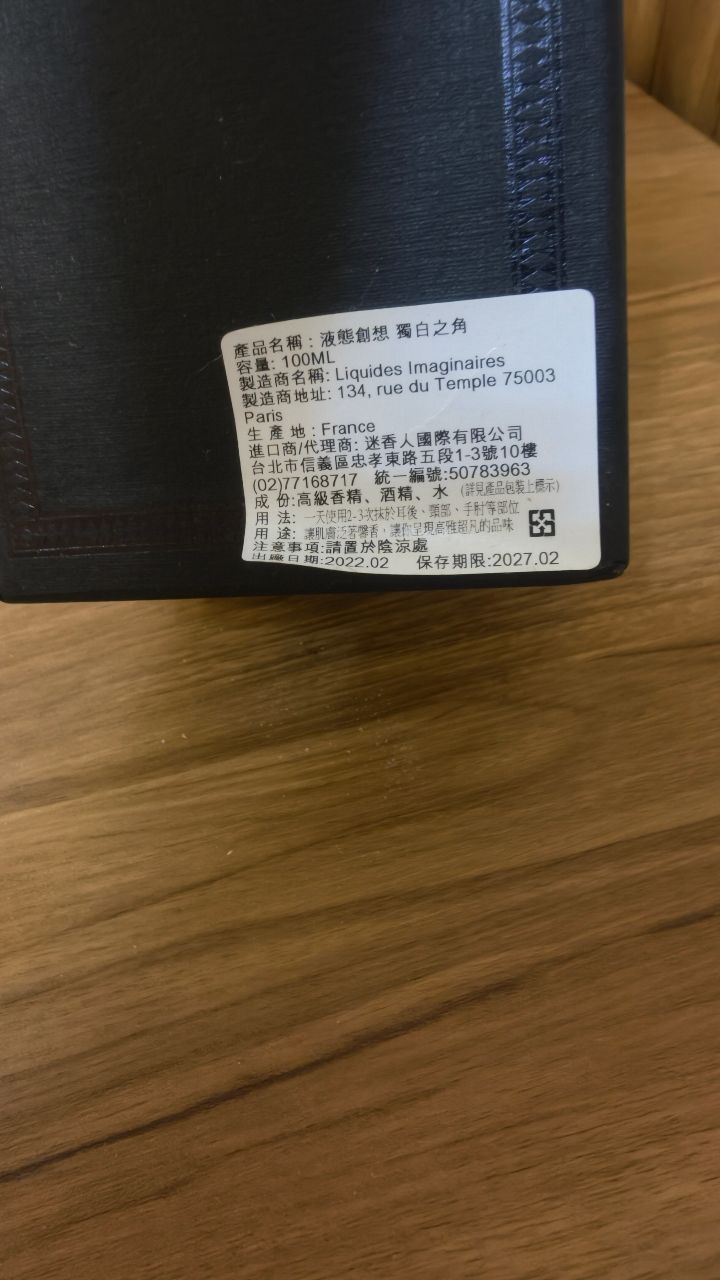 產品名稱：液態創想 獨白之角
容量: 100ML
製造商名稱: Liquides Imaginaires
製造商地址: 134, rue du Temple 75003
Paris
生 產 地：France
進口商/代理商: 迷香人國際有限公司
台北市信義區忠孝東路五段1-3號10樓
(02)77168717 統一編號:50783963
成 份:高級香精、酒精、水 (詳見產品包裝上標示)
用 法: 一天使用2-3次抹於耳後、頸部、手肘等部位、
用 途: 讓肌膚泛著馨香，讓你呈現高雅超凡的品味
注意事項:請置於陰涼處
出廠日期:2022.02 保存期限:2027.02